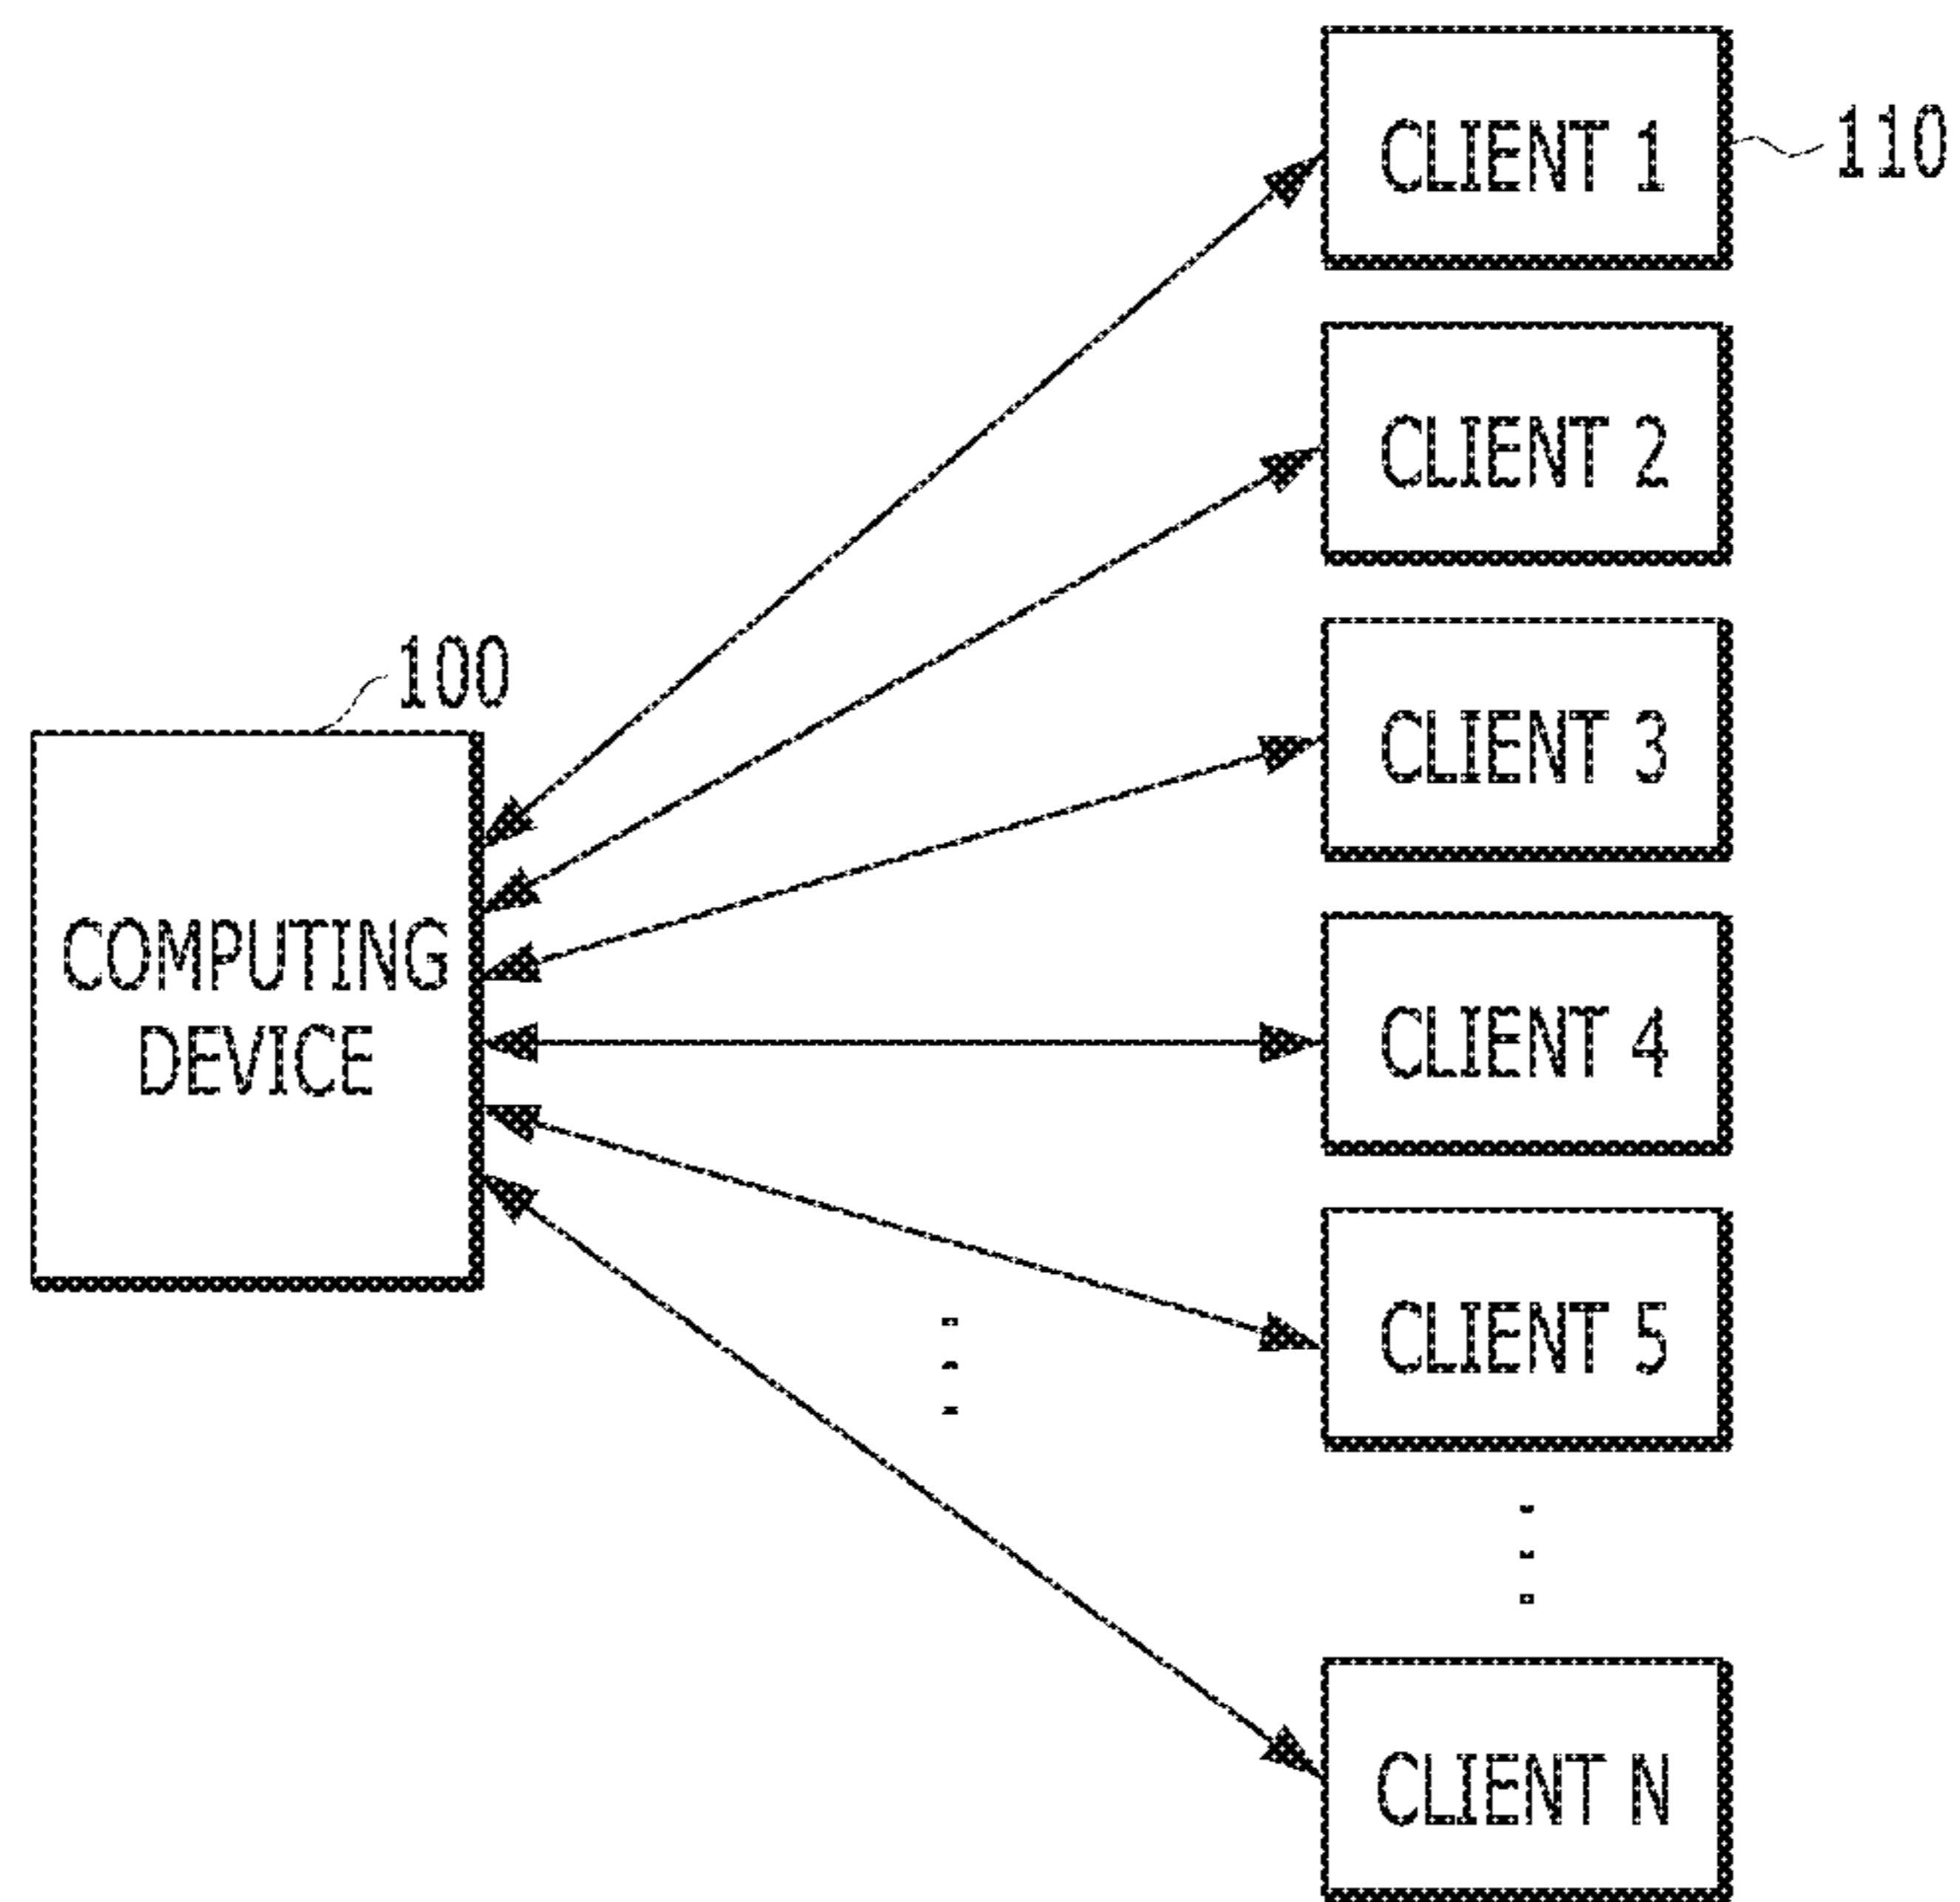 CLIENT 1
110
CLIENT 2
CLIENT 3
100
COMPUTING
DEVICE
CLIENT 4
CLIENT 5
CLIENT N